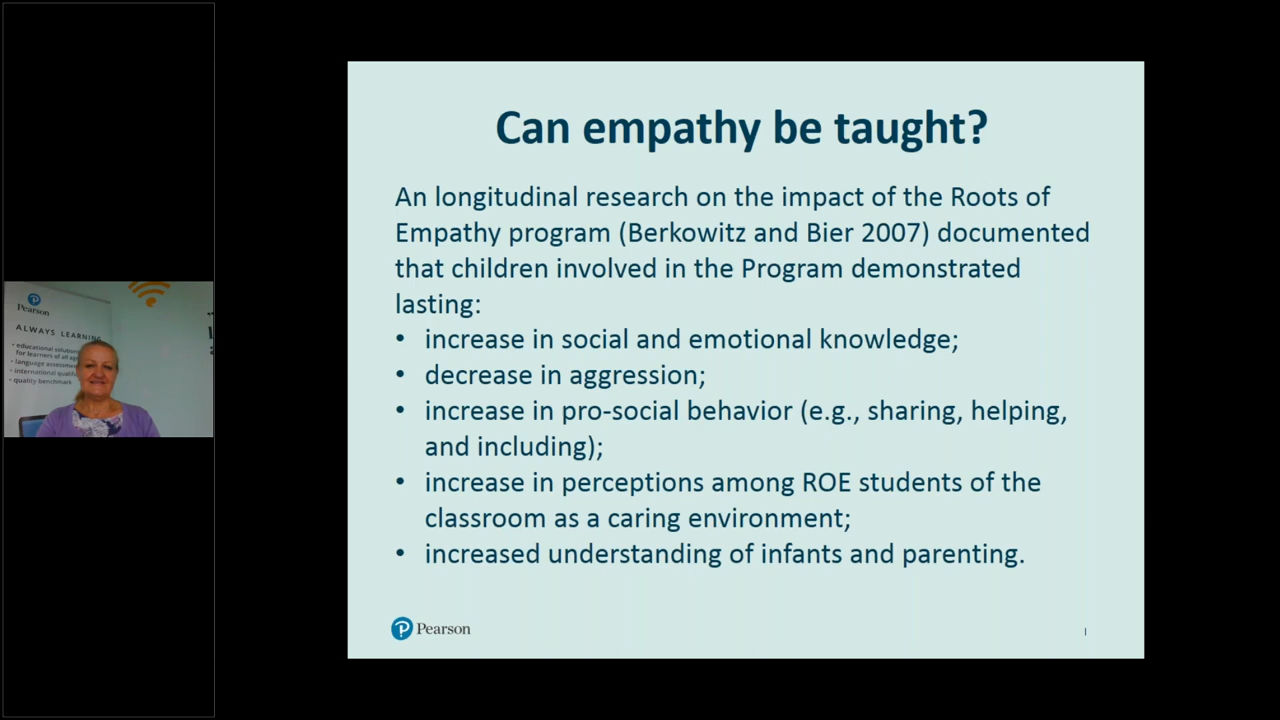 Can empathy be taught?
An longitudinal research on the impact of the Roots of
Empathy program (Berkowitz and Bier 2007) documented
that children involved in the Program demonstrated
lasting:
• increase in social and emotional knowledge;
• decrease in aggression;
• increase in pro-social behavior (e.g., sharing, helping,
and including);
• increase in perceptions among ROE students of the
classroom as a caring environment;
• increased understanding of infants and parenting.
Pearson
Pearson
ALWAYS LEARNING
• educational
for learners of all
• language
• international
• quality benchmark